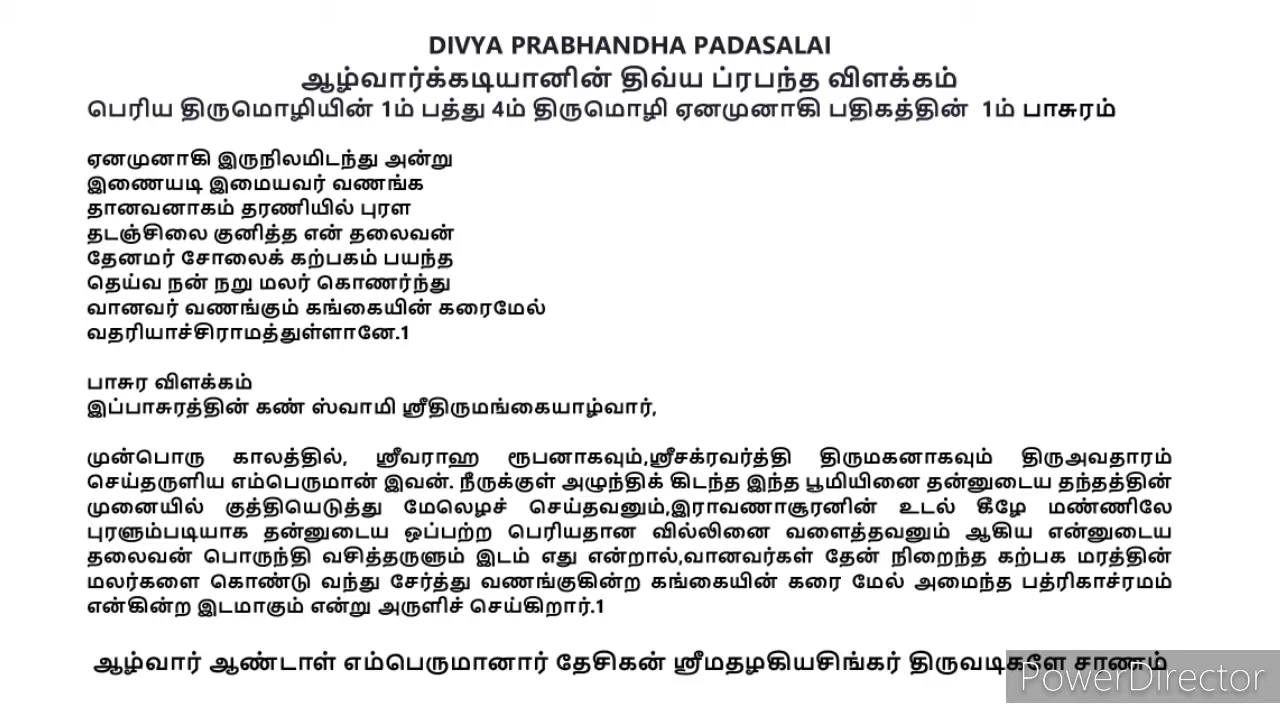 DIVYA PRABHANDHA PADASALAI
ஆழ்வார்க்கடியானின் திவ்ய ப்ரபந்த விளக்கம்
பெரிய திருமொழியின் 1ம் பத்து 4ம் திருமொழி ஏனமுனாகி பதிகத்தின் 1ம் பாசுரம்
ஏனமுனாகி இருநிலமிடந்து அன்று
இணையடி இமையவர் வணங்க
தானவனாகம் தரணியில் புரள
தடஞ்சிலை குனித்த என் தலைவன்
தேனமர் சோலைக் கற்பகம் பயந்த
தெய்வ நன் நறு மலர் கொணர்ந்து
வானவர் வணங்கும் கங்கையின் கரைமேல்
வதரியாச்சிராமத்துள்ளானே.1
பாசுர விளக்கம்
இப்பாசுரத்தின் கண் ஸ்வாமி ஸ்ரீதிருமங்கையாழ்வார்,
முன்பொரு காலத்தில், ஸ்ரீவராஹ ரூபனாகவும்,ஸ்ரீசக்ரவர்த்தி திருமகனாகவும் திருஅவதாரம்
செய்தருளிய எம்பெருமான் இவன். நீருக்குள் அழுந்திக் கிடந்த இந்த பூமியினை தன்னுடைய தந்தத்தின்
முனையில் குத்தியெடுத்து மேலெழச் செய்தவனும்,இராவணாசூரனின் உடல் கீழே மண்ணிலே
புரளும்படியாக தன்னுடைய ஒப்பற்ற பெரியதான வில்லினை வளைத்தவனும் ஆகிய என்னுடைய
தலைவன் பொருந்தி வசித்தருளும் இடம் எது என்றால்,வானவர்கள் தேன் நிறைந்த கற்பக மரத்தின்
மலர்களை கொண்டு வந்து சேர்த்து வணங்குகின்ற கங்கையின் கரை மேல் அமைந்த பத்ரிகாச்ரமம்
என்கின்ற இடமாகும் என்று அருளிச் செய்கிறார்.1
ஆழ்வார் ஆண்டாள் எம்பெருமானார் தேசிகன் ஸ்ரீமதழகியசிங்கர் திருவடிகளே சரணம்
PowerDirector